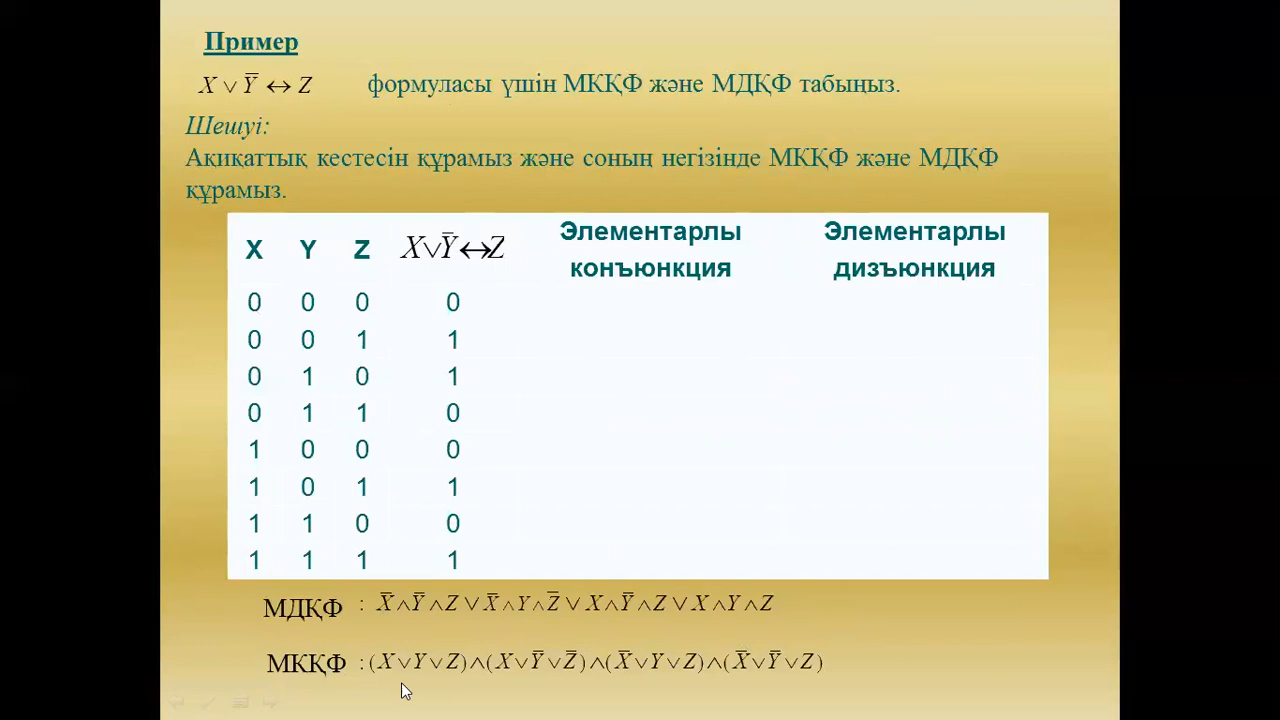 Пример
X ∨ Y̅ ↔ Z формуласы үшін МКҚФ және МДҚФ табыңыз.
Шешуі:
Ақиқаттық кестесін құрамыз және соның негізінде МКҚФ және МДҚФ
құрамыз.
X Y Z X∨Y̅↔Z Элементарлы конъюнкция Элементарлы дизъюнкция
0 0 0 0
0 0 1 1
0 1 0 1
0 1 1 0
1 0 0 0
1 0 1 1
1 1 0 0
1 1 1 1
МДҚФ : X̅∧Y̅∧Z∨X̅∧Y∧Z̅∨X∧Y̅∧Z∨X∧Y∧Z
МКҚФ :(X∨Y∨Z)∧(X∨Y̅∨Z̅)∧(X̅∨Y∨Z)∧(X̅∨Y̅∨Z)